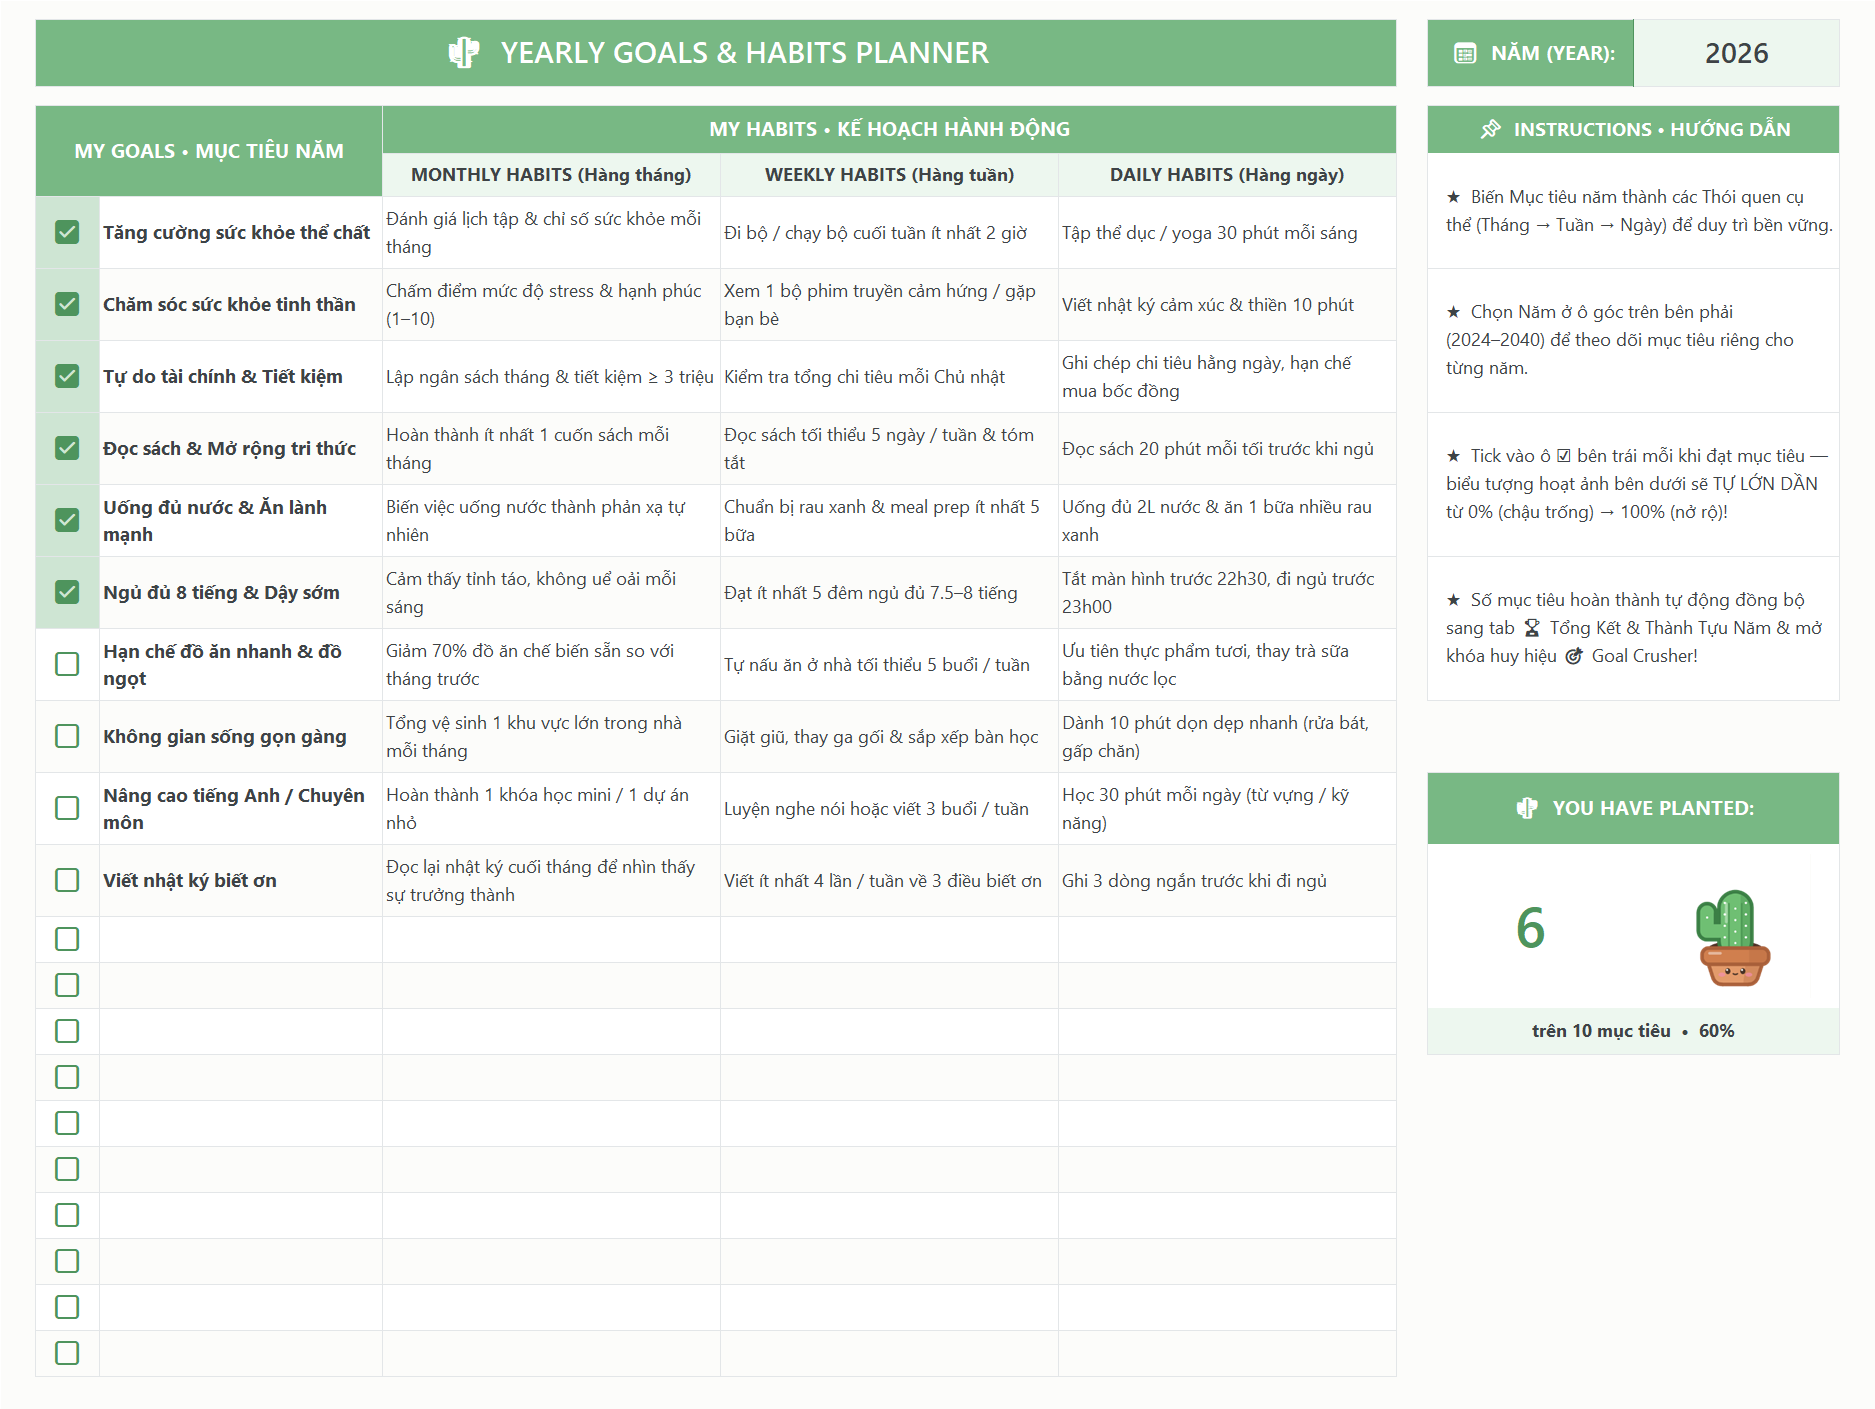 YEARLY GOALS & HABITS PLANNER
NĂM (YEAR):
2026
MY GOALS • MỤC TIÊU NĂM
MY HABITS • KẾ HOẠCH HÀNH ĐỘNG
MONTHLY HABITS (Hàng tháng)
WEEKLY HABITS (Hàng tuần)
DAILY HABITS (Hàng ngày)
Tăng cường sức khỏe thể chất
Đánh giá lịch tập & chỉ số sức khỏe mỗi
tháng
Đi bộ / chạy bộ cuối tuần ít nhất 2 giờ
Tập thể dục / yoga 30 phút mỗi sáng
Chăm sóc sức khỏe tinh thần
Chấm điểm mức độ stress & hạnh phúc
(1–10)
Xem 1 bộ phim truyền cảm hứng / gặp
bạn bè
Viết nhật ký cảm xúc & thiền 10 phút
Tự do tài chính & Tiết kiệm
Lập ngân sách tháng & tiết kiệm ≥ 3 triệu
Kiểm tra tổng chi tiêu mỗi Chủ nhật
Ghi chép chi tiêu hằng ngày, hạn chế
mua bốc đồng
Đọc sách & Mở rộng tri thức
Hoàn thành ít nhất 1 cuốn sách mỗi
tháng
Đọc sách tối thiểu 5 ngày / tuần & tóm
tắt
Đọc sách 20 phút mỗi tối trước khi ngủ
Uống đủ nước & Ăn lành
mạnh
Biến việc uống nước thành phản xạ tự
nhiên
Chuẩn bị rau xanh & meal prep ít nhất 5
bữa
Uống đủ 2L nước & ăn 1 bữa nhiều rau
xanh
Ngủ đủ 8 tiếng & Dậy sớm
Cảm thấy tỉnh táo, không uể oải mỗi
sáng
Đạt ít nhất 5 đêm ngủ đủ 7.5–8 tiếng
Tắt màn hình trước 22h30, đi ngủ trước
23h00
Hạn chế đồ ăn nhanh & đồ
ngọt
Giảm 70% đồ ăn chế biến sẵn so với
tháng trước
Tự nấu ăn ở nhà tối thiểu 5 buổi / tuần
Ưu tiên thực phẩm tươi, thay trà sữa
bằng nước lọc
Không gian sống gọn gàng
Tổng vệ sinh 1 khu vực lớn trong nhà
mỗi tháng
Giặt giũ, thay ga gối & sắp xếp bàn học
Dành 10 phút dọn dẹp nhanh (rửa bát,
gấp chăn)
Nâng cao tiếng Anh / Chuyên
môn
Hoàn thành 1 khóa học mini / 1 dự án
nhỏ
Luyện nghe nói hoặc viết 3 buổi / tuần
Học 30 phút mỗi ngày (từ vựng / kỹ
năng)
Viết nhật ký biết ơn
Đọc lại nhật ký cuối tháng để nhìn thấy
sự trưởng thành
Viết ít nhất 4 lần / tuần về 3 điều biết ơn
Ghi 3 dòng ngắn trước khi đi ngủ
INSTRUCTIONS • HƯỚNG DẪN
★ Biến Mục tiêu năm thành các Thói quen cụ
thể (Tháng → Tuần → Ngày) để duy trì bền vững.
★ Chọn Năm ở ô góc trên bên phải
(2024–2040) để theo dõi mục tiêu riêng cho
từng năm.
★ Tick vào ô ☑ bên trái mỗi khi đạt mục tiêu —
biểu tượng hoạt ảnh bên dưới sẽ TỰ LỚN DẦN
từ 0% (chậu trống) → 100% (nở rộ)!
★ Số mục tiêu hoàn thành tự động đồng bộ
sang tab 🏆 Tổng Kết & Thành Tựu Năm & mở
khóa huy hiệu 🎯 Goal Crusher!
YOU HAVE PLANTED:
6
trên 10 mục tiêu • 60%